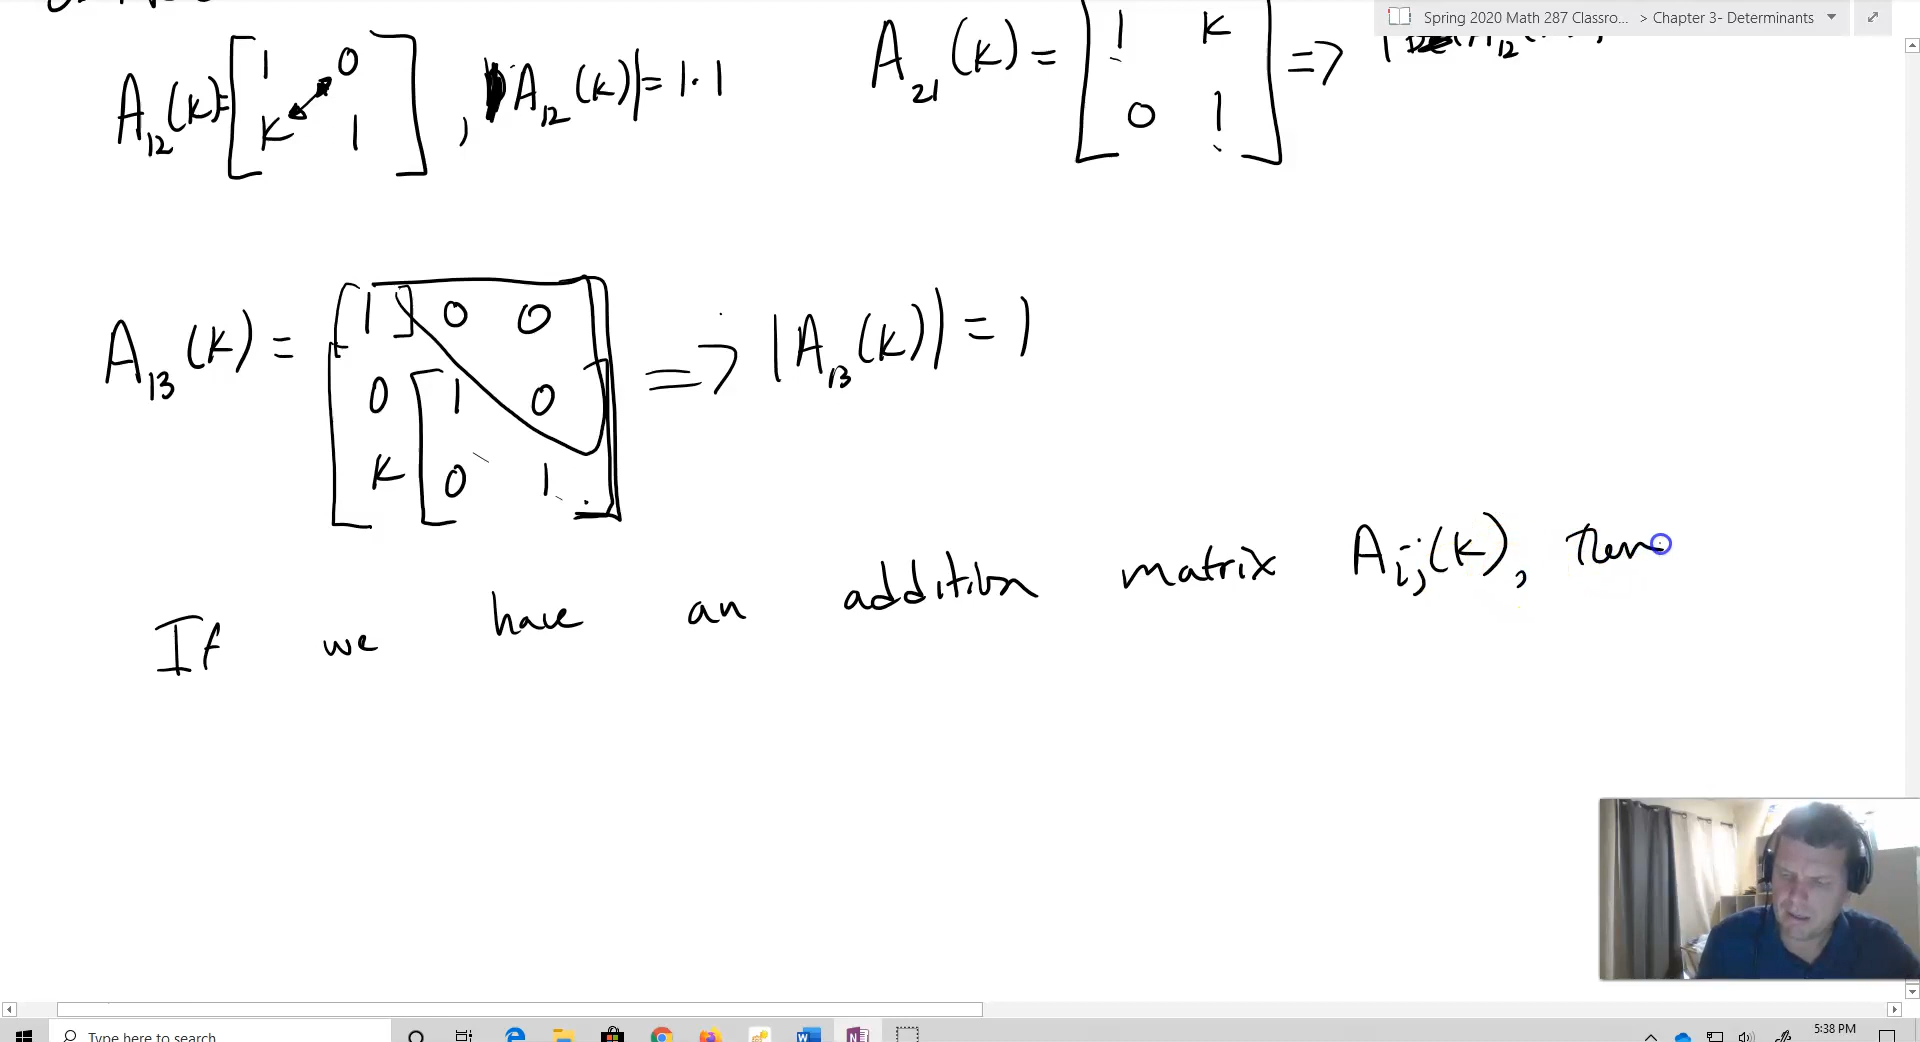 Spring 2020 Math 287 Classro... > Chapter 3- Determinants
A₁₂(k)= [1 0
k 1] , |A₁₂(k)| = 1·1
A₂₁(k) = [1 k
0 1] =>
A₁₃(k) = [1 0 0
0 1 0
k 0 1] => |A₁₃(k)| = 1
If we have an addition matrix Aᵢⱼ(k), then
Type here to search
5:38 PM